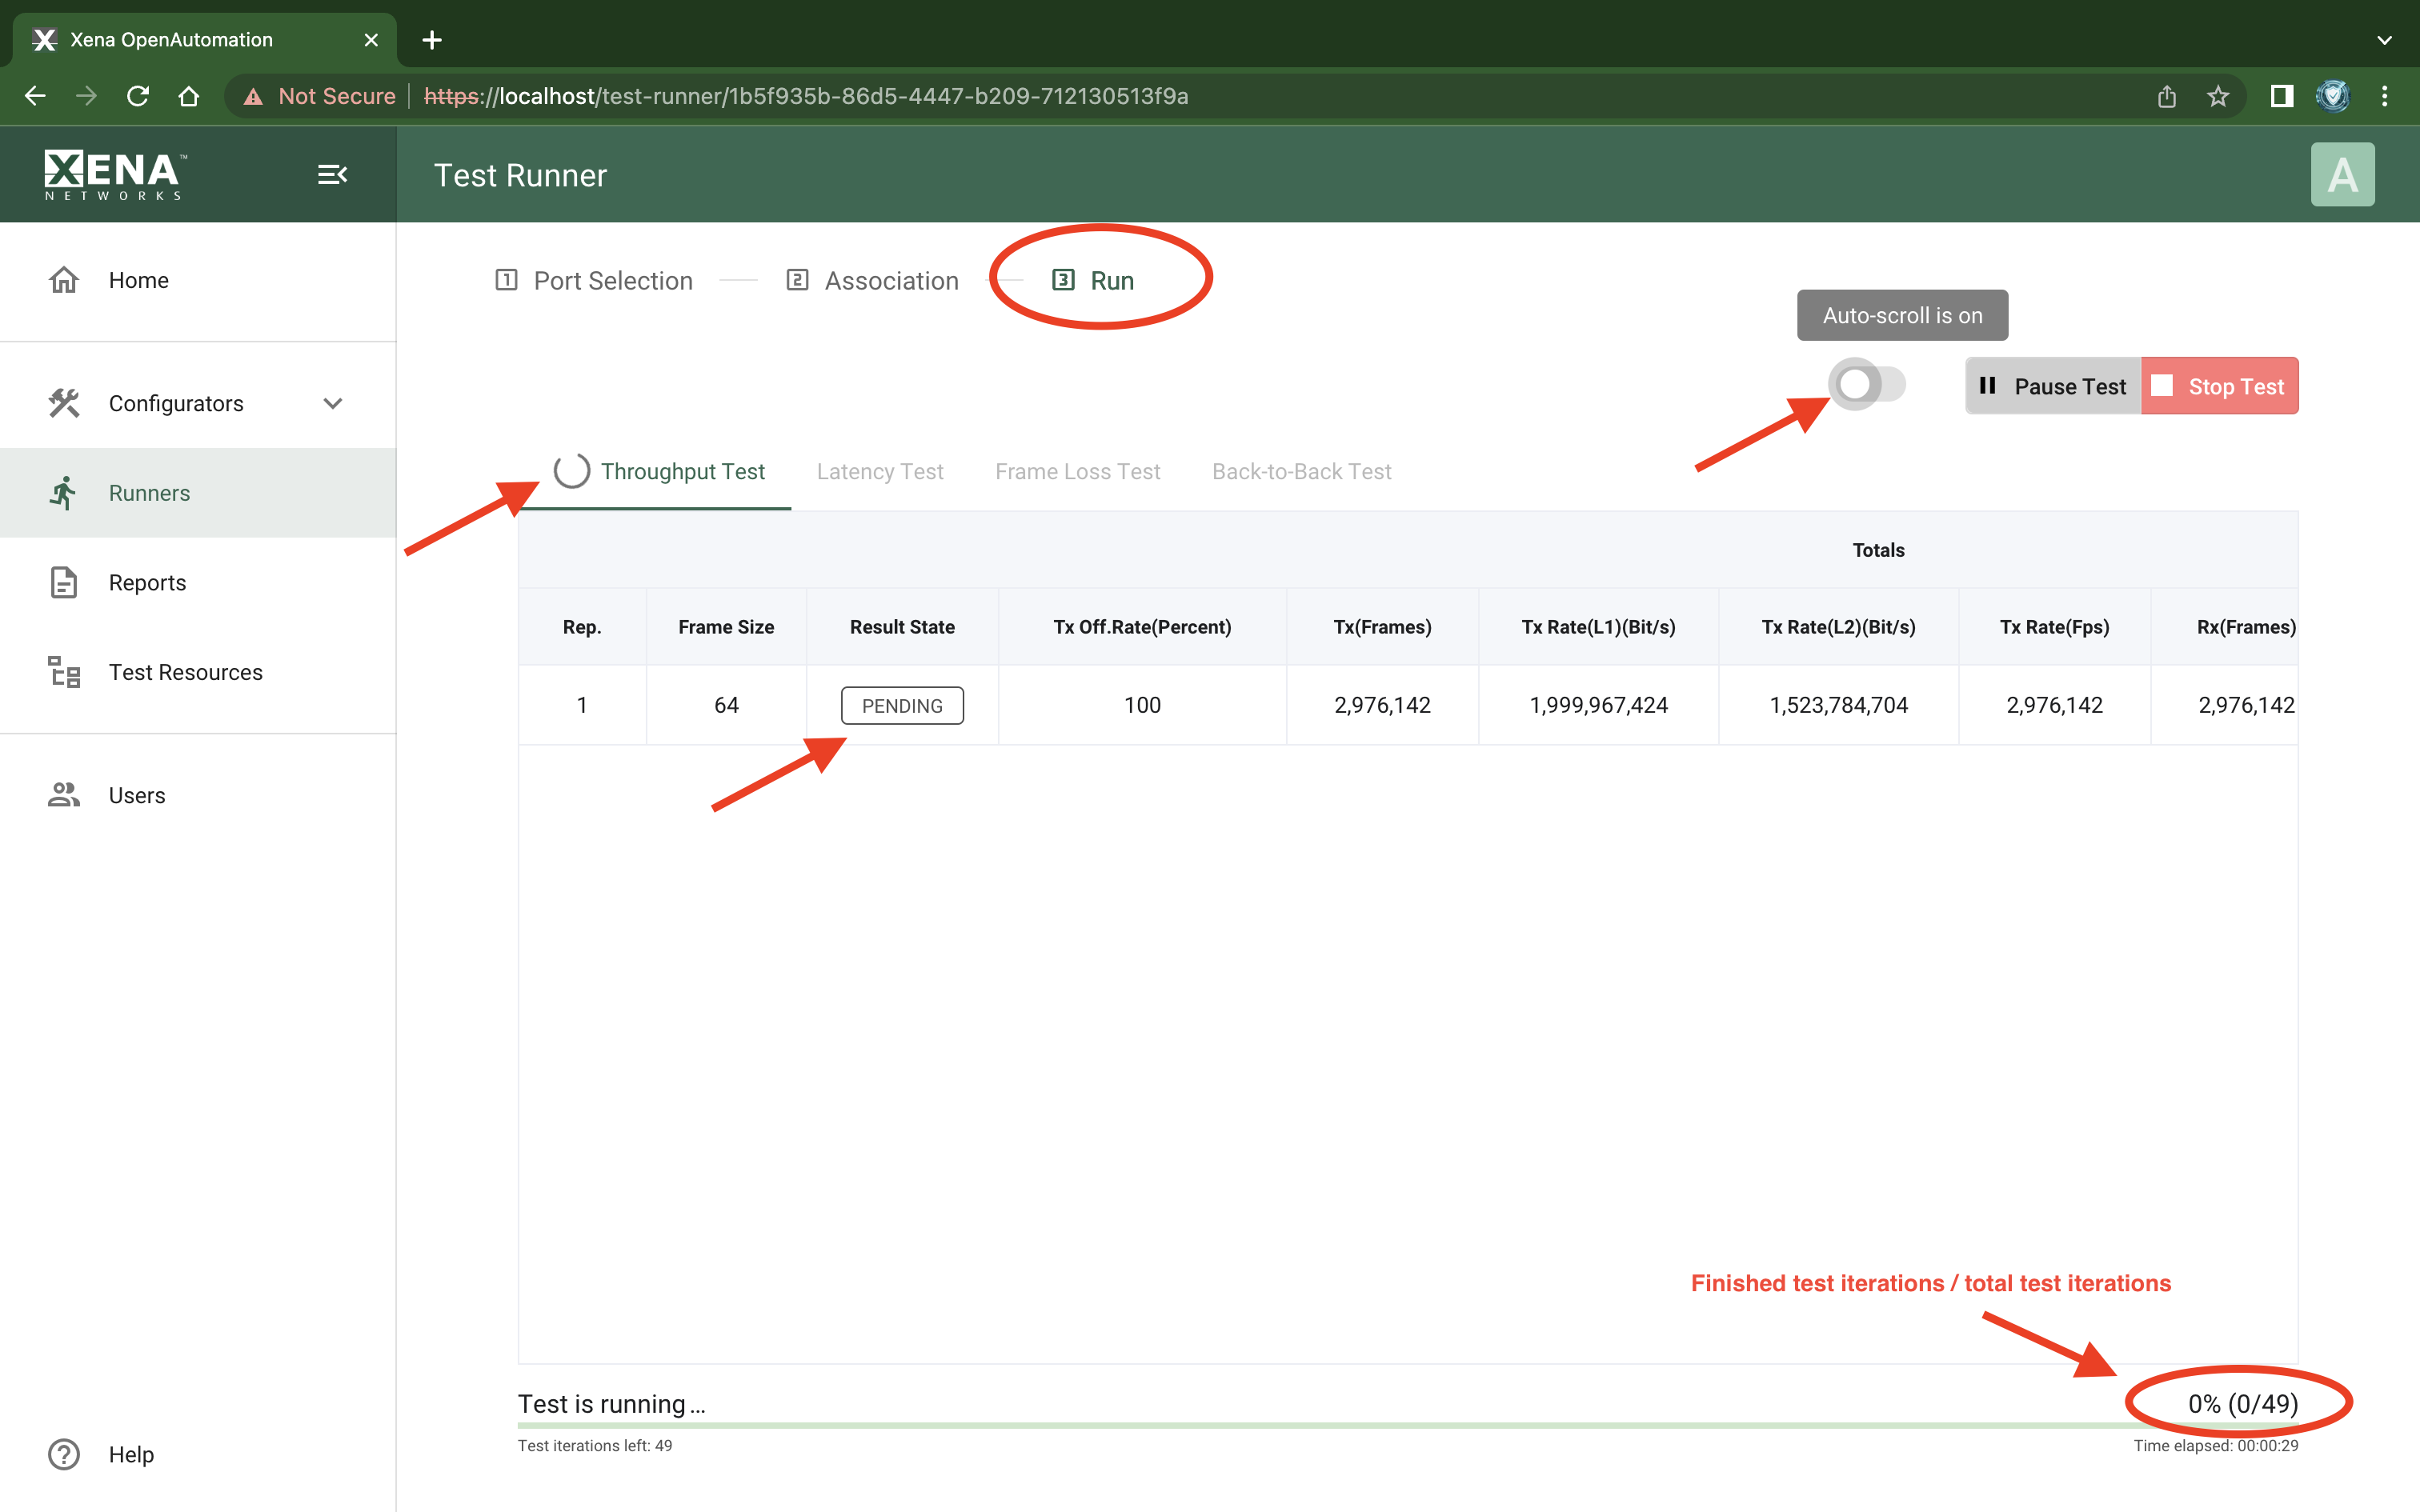 Xena OpenAutomation
Not Secure https://localhost/test-runner/1b5f935b-86d5-4447-b209-712130513f9a
XENA™
NETWORKS
Test Runner
A
Home
Configurators
Runners
Reports
Test Resources
Users
Help
1 Port Selection 2 Association 3 Run
Auto-scroll is on
Pause Test Stop Test
Throughput Test Latency Test Frame Loss Test Back-to-Back Test
Totals
Rep. Frame Size Result State Tx Off.Rate(Percent) Tx(Frames) Tx Rate(L1)(Bit/s) Tx Rate(L2)(Bit/s) Tx Rate(Fps) Rx(Frames)
1 64 PENDING 100 2,976,142 1,999,967,424 1,523,784,704 2,976,142 2,976,142
Finished test iterations / total test iterations
Test is running... 0% (0/49)
Test iterations left: 49 Time elapsed: 00:00:29